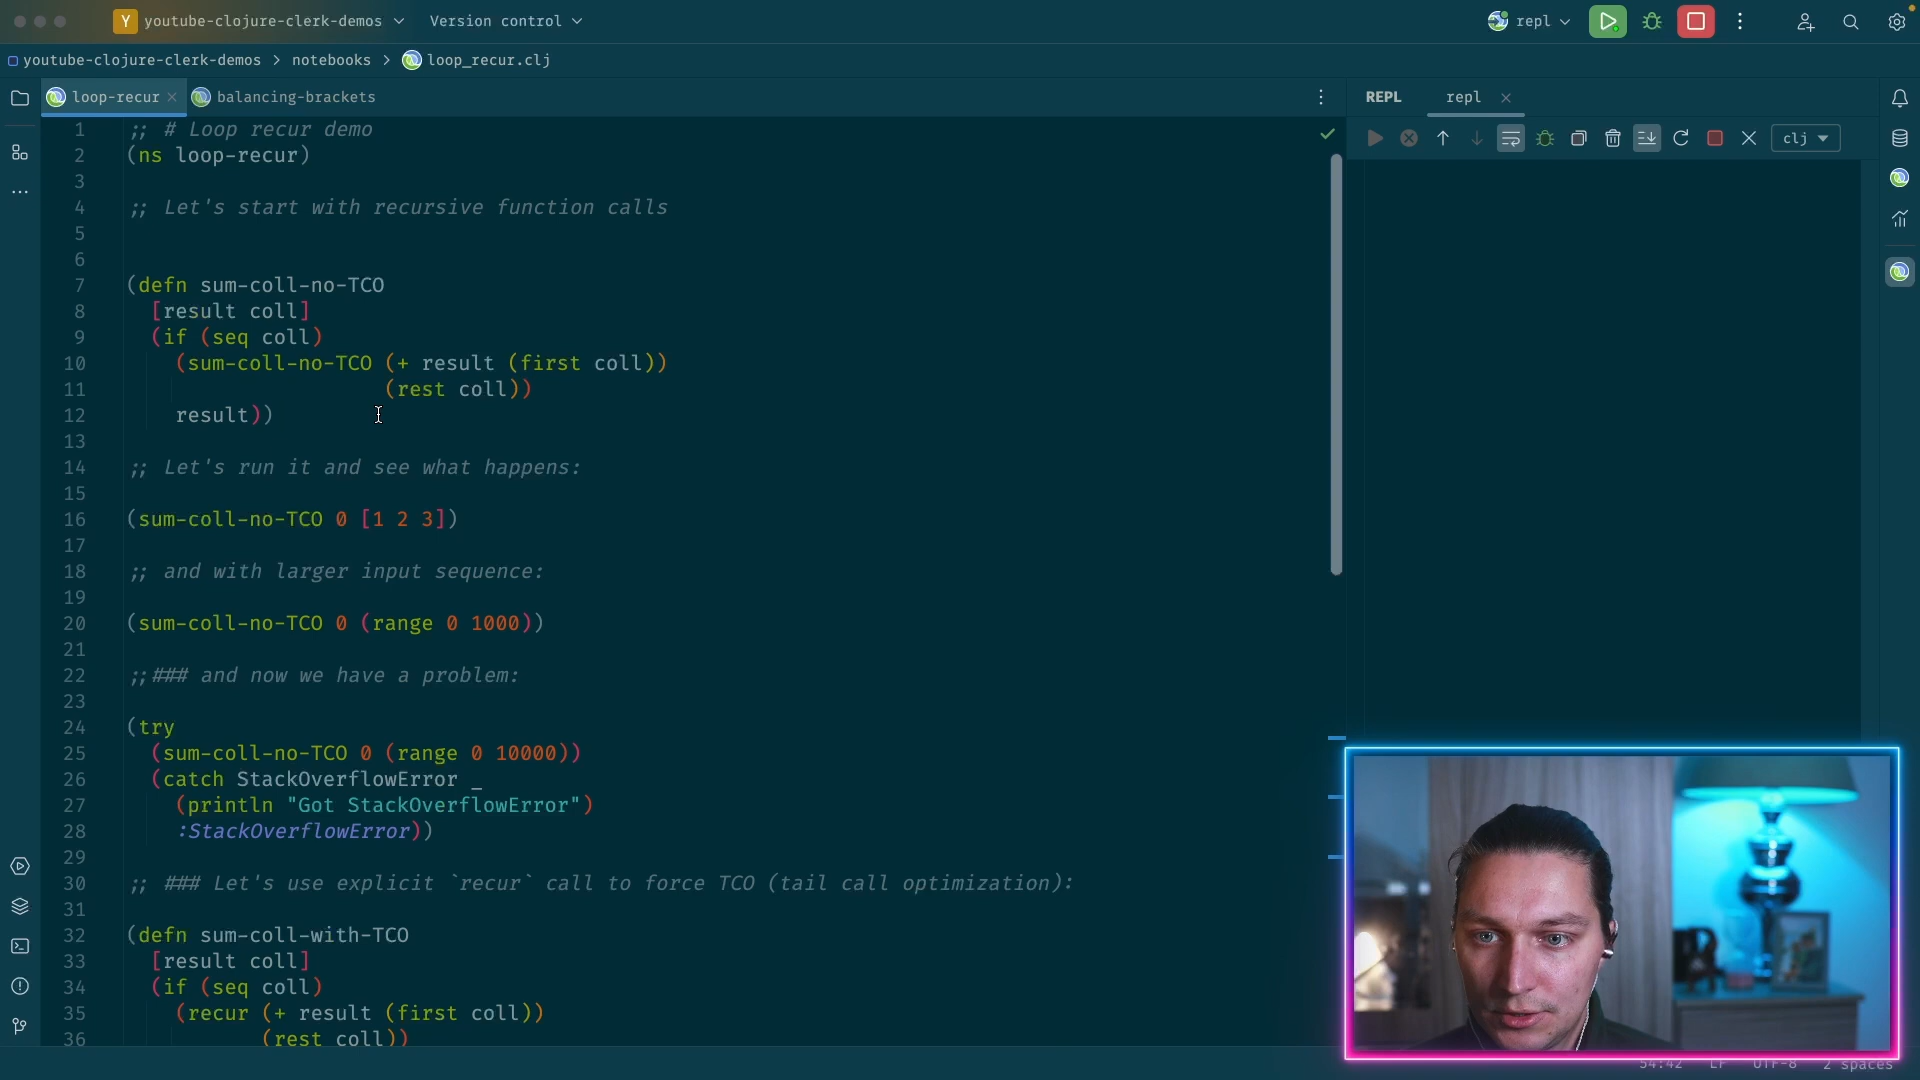 Y youtube-clojure-clerk-demos Version control repl
youtube-clojure-clerk-demos > notebooks > loop_recur.clj
loop-recur balancing-brackets REPL repl
clj
1 ;; # Loop recur demo
2 (ns loop-recur)
3
4 ;; Let's start with recursive function calls
5
6
7 (defn sum-coll-no-TCO
8 [result coll]
9 (if (seq coll)
10 (sum-coll-no-TCO (+ result (first coll))
11 (rest coll))
12 result))
13
14 ;; Let's run it and see what happens:
15
16 (sum-coll-no-TCO 0 [1 2 3])
17
18 ;; and with larger input sequence:
19
20 (sum-coll-no-TCO 0 (range 0 1000))
21
22 ;;### and now we have a problem:
23
24 (try
25 (sum-coll-no-TCO 0 (range 0 10000))
26 (catch StackOverflowError _
27 (println "Got StackOverflowError")
28 :StackOverflowError))
29
30 ;; ### Let's use explicit `recur` call to force TCO (tail call optimization):
31
32 (defn sum-coll-with-TCO
33 [result coll]
34 (if (seq coll)
35 (recur (+ result (first coll))
36 (rest coll))
54:42 LF UTF-8 2 spaces